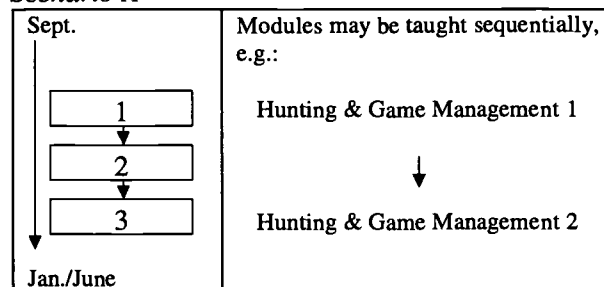 Sept.
1
2
3
Jan./June
Modules may be taught sequentially,
e.g.:
Hunting & Game Management 1
Hunting & Game Management 2